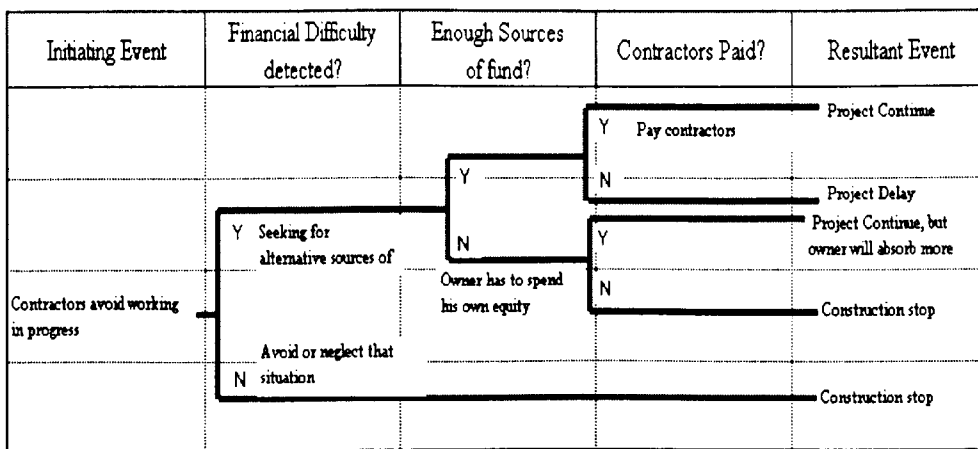 Initiating Event
Financial Difficulty
detected?
Enough Sources
of fund?
Contractors Paid?
Resultant Event
Project Continue
Y Pay contractors
Y
N
Project Delay
Y Seeking for
alternative sources of
N
Y
Project Continue, but
owner will absorb more
Owner has to spend
his own equity
N
Contractors avoid working
in progress
Construction stop
Avoid or neglect that
N situation
Construction stop